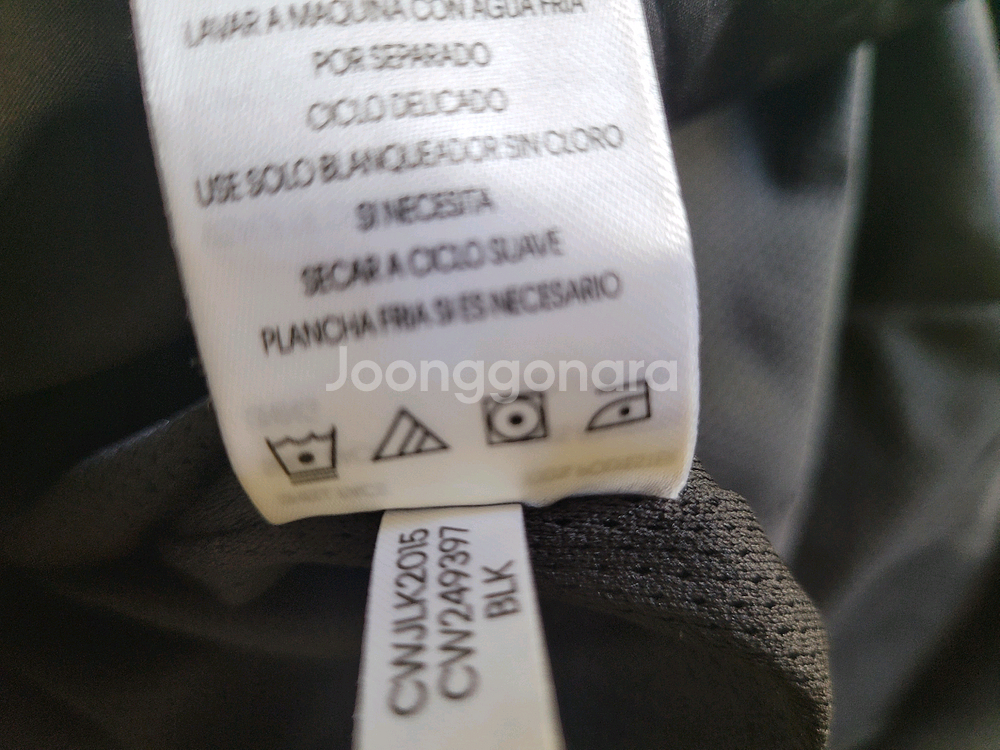 LAVAR A MAQUINA CON AGUA FRIA
POR SEPARADO
CICLO DELICADO
USE SOLO BLANQUEADOR SIN CLORO
SI NECESITA
SECAR A CICLO SUAVE
PLANCHA FRIA SI ES NECESARIO
Joonggonara
CWJLK2015
CW249397
BLK